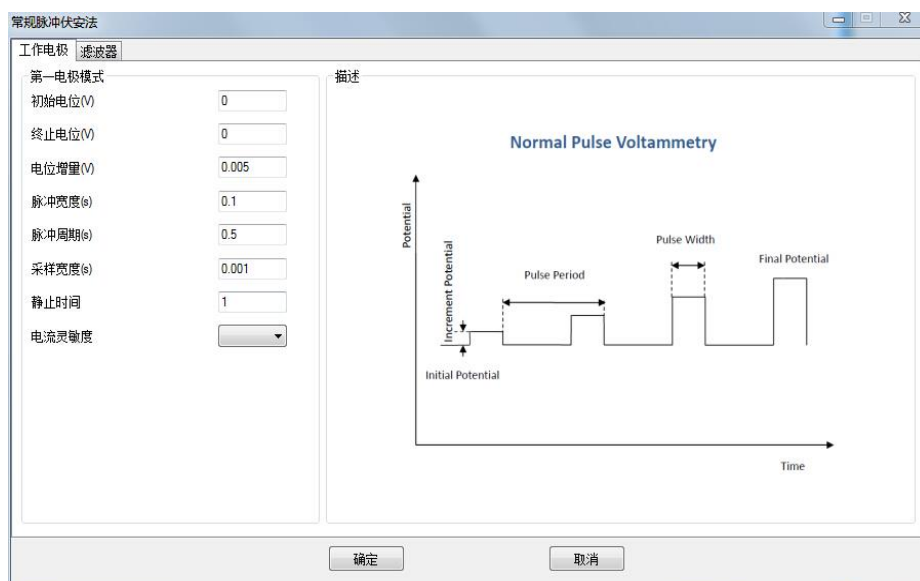 常规脉冲伏安法
工作电极 滤波器
第一电极模式
初始电位(V) 0
终止电位(V) 0
电位增量(V) 0.005
脉冲宽度(s) 0.1
脉冲周期(s) 0.5
采样宽度(s) 0.001
静止时间 1
电流灵敏度
描述
Normal Pulse Voltammetry
Potential
Increment Potential
Pulse Period
Pulse Width
Final Potential
Initial Potential
Time
确定 取消